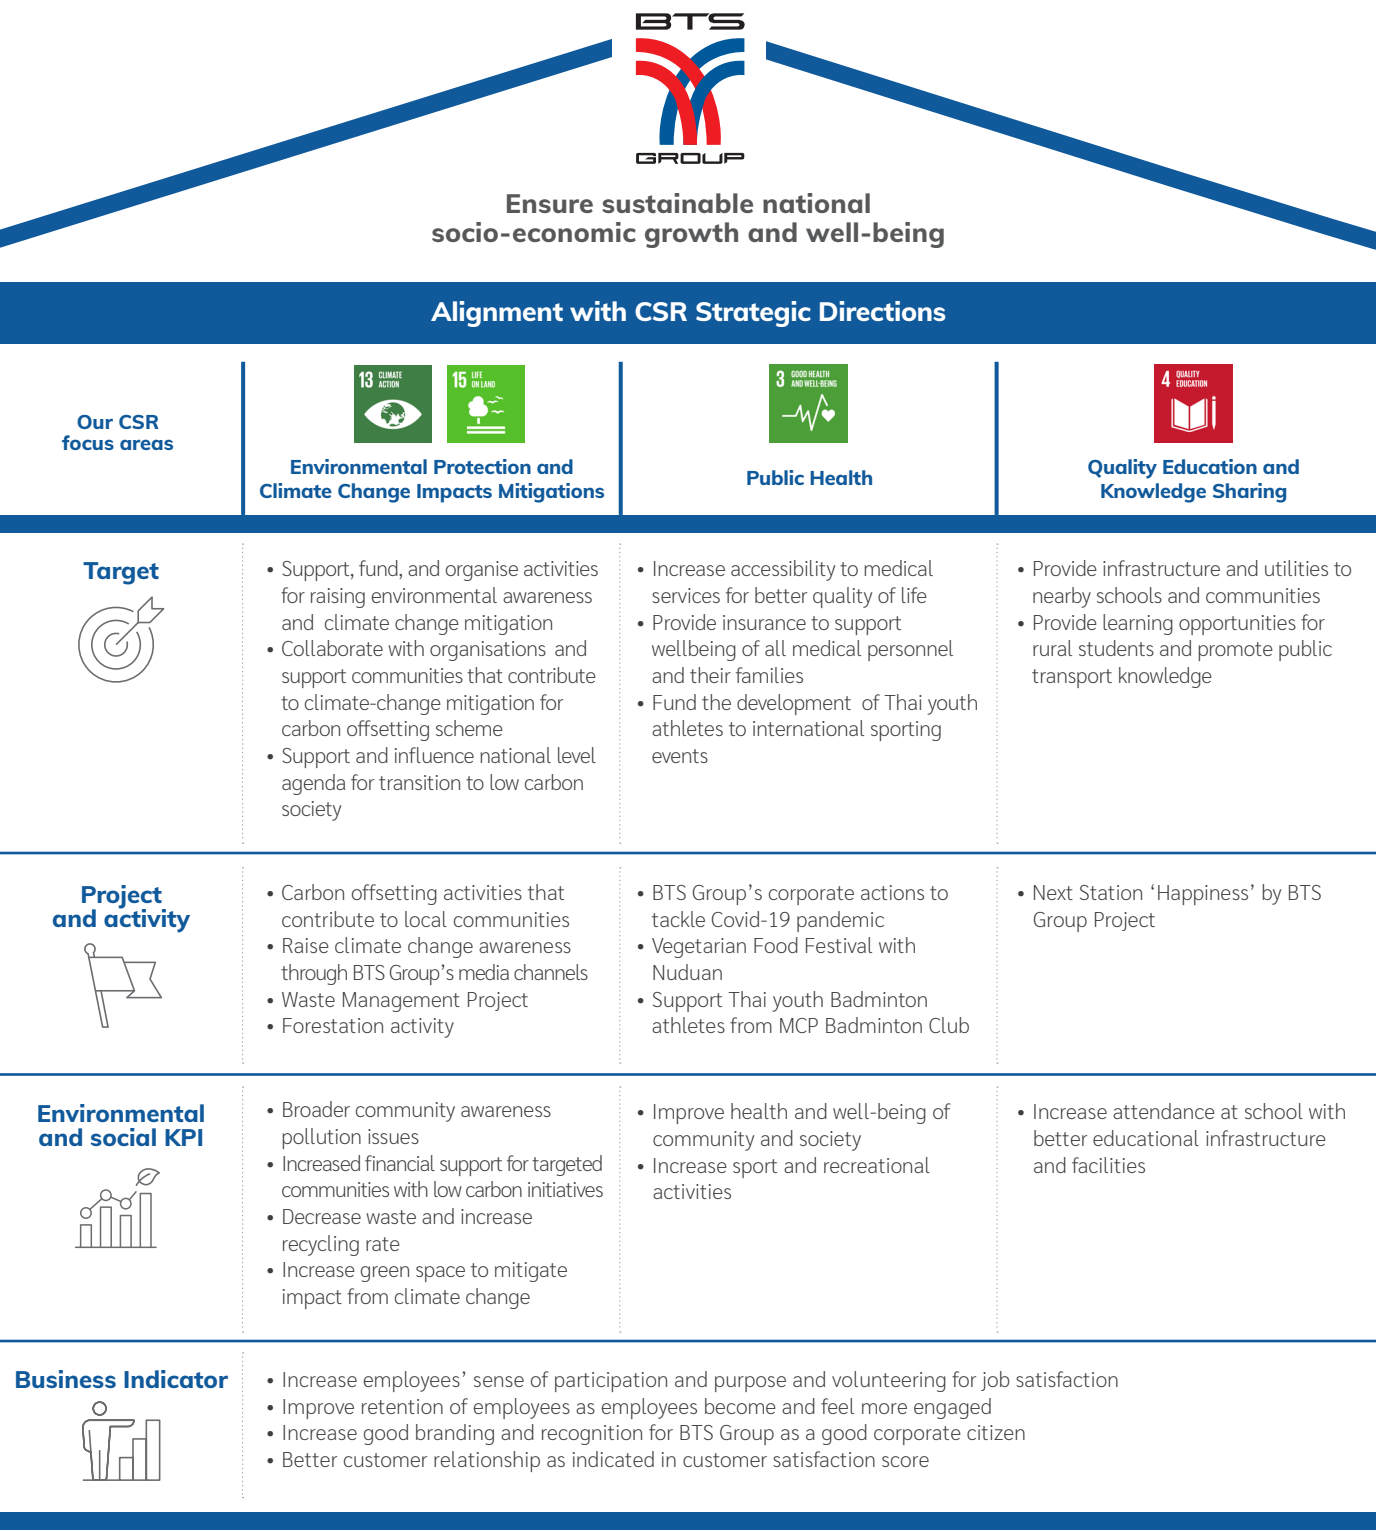 BTS
GROUP
Ensure sustainable national
socio-economic growth and well-being
Alignment with CSR Strategic Directions
Our CSR
focus areas
13 CLIMATE
ACTION
15 LIFE
ON LAND
Environmental Protection and
Climate Change Impacts Mitigations
3 GOOD HEALTH
AND WELL-BEING
Public Health
4 QUALITY
EDUCATION
Quality Education and
Knowledge Sharing
Target
• Support, fund, and organise activities
for raising environmental awareness
and climate change mitigation
• Collaborate with organisations and
support communities that contribute
to climate-change mitigation for
carbon offsetting scheme
• Support and influence national level
agenda for transition to low carbon
society
• Increase accessibility to medical
services for better quality of life
• Provide insurance to support
wellbeing of all medical personnel
and their families
• Fund the development of Thai youth
athletes to international sporting
events
• Provide infrastructure and utilities to
nearby schools and communities
• Provide learning opportunities for
rural students and promote public
transport knowledge
Project
and activity
• Carbon offsetting activities that
contribute to local communities
• Raise climate change awareness
through BTS Group's media channels
• Waste Management Project
• Forestation activity
• BTS Group's corporate actions to
tackle Covid-19 pandemic
• Vegetarian Food Festival with
Nuduan
• Support Thai youth Badminton
athletes from MCP Badminton Club
• Next Station 'Happiness' by BTS
Group Project
Environmental
and social KPI
• Broader community awareness
pollution issues
• Increased financial support for targeted
communities with low carbon initiatives
• Decrease waste and increase
recycling rate
• Increase green space to mitigate
impact from climate change
• Improve health and well-being of
community and society
• Increase sport and recreational
activities
• Increase attendance at school with
better educational infrastructure
and facilities
Business Indicator
• Increase employees' sense of participation and purpose and volunteering for job satisfaction
• Improve retention of employees as employees become and feel more engaged
• Increase good branding and recognition for BTS Group as a good corporate citizen
• Better customer relationship as indicated in customer satisfaction score